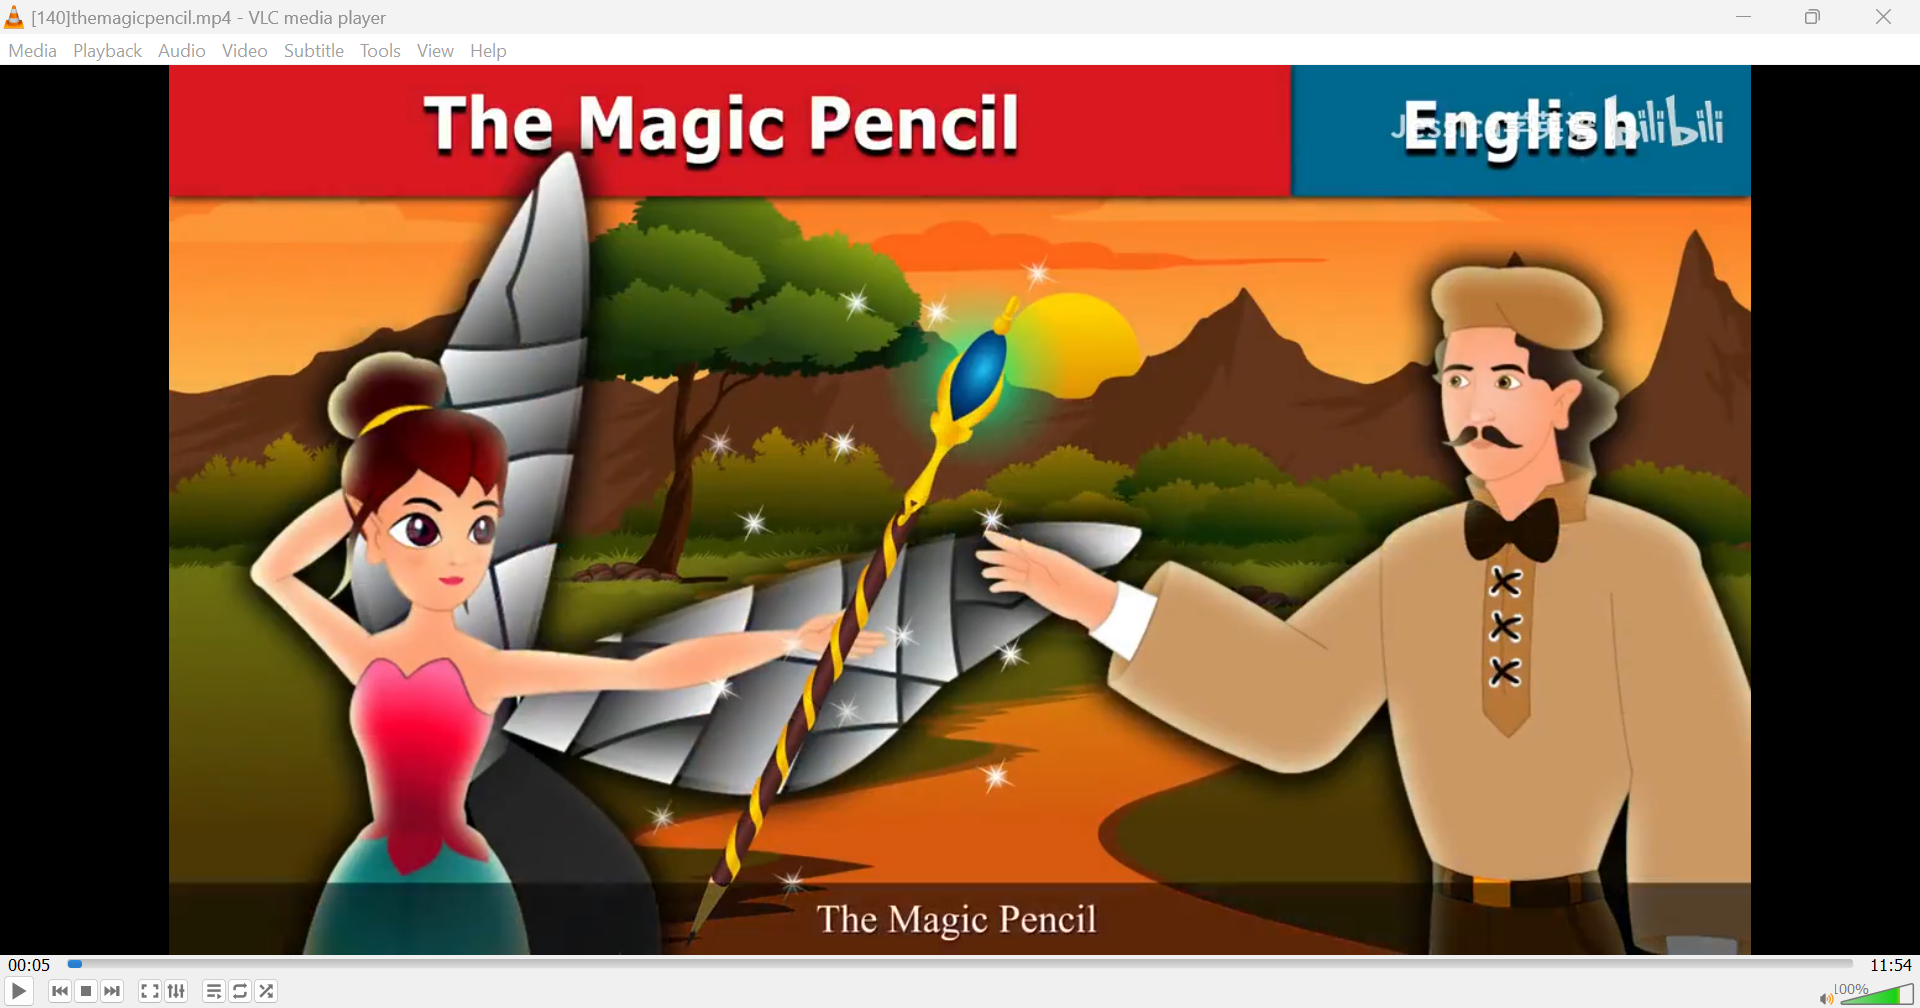 [140]themagicpencil.mp4 - VLC media player
Media Playback Audio Video Subtitle Tools View Help
The Magic Pencil
English
bilibili
The Magic Pencil
00:05
11:54
100%